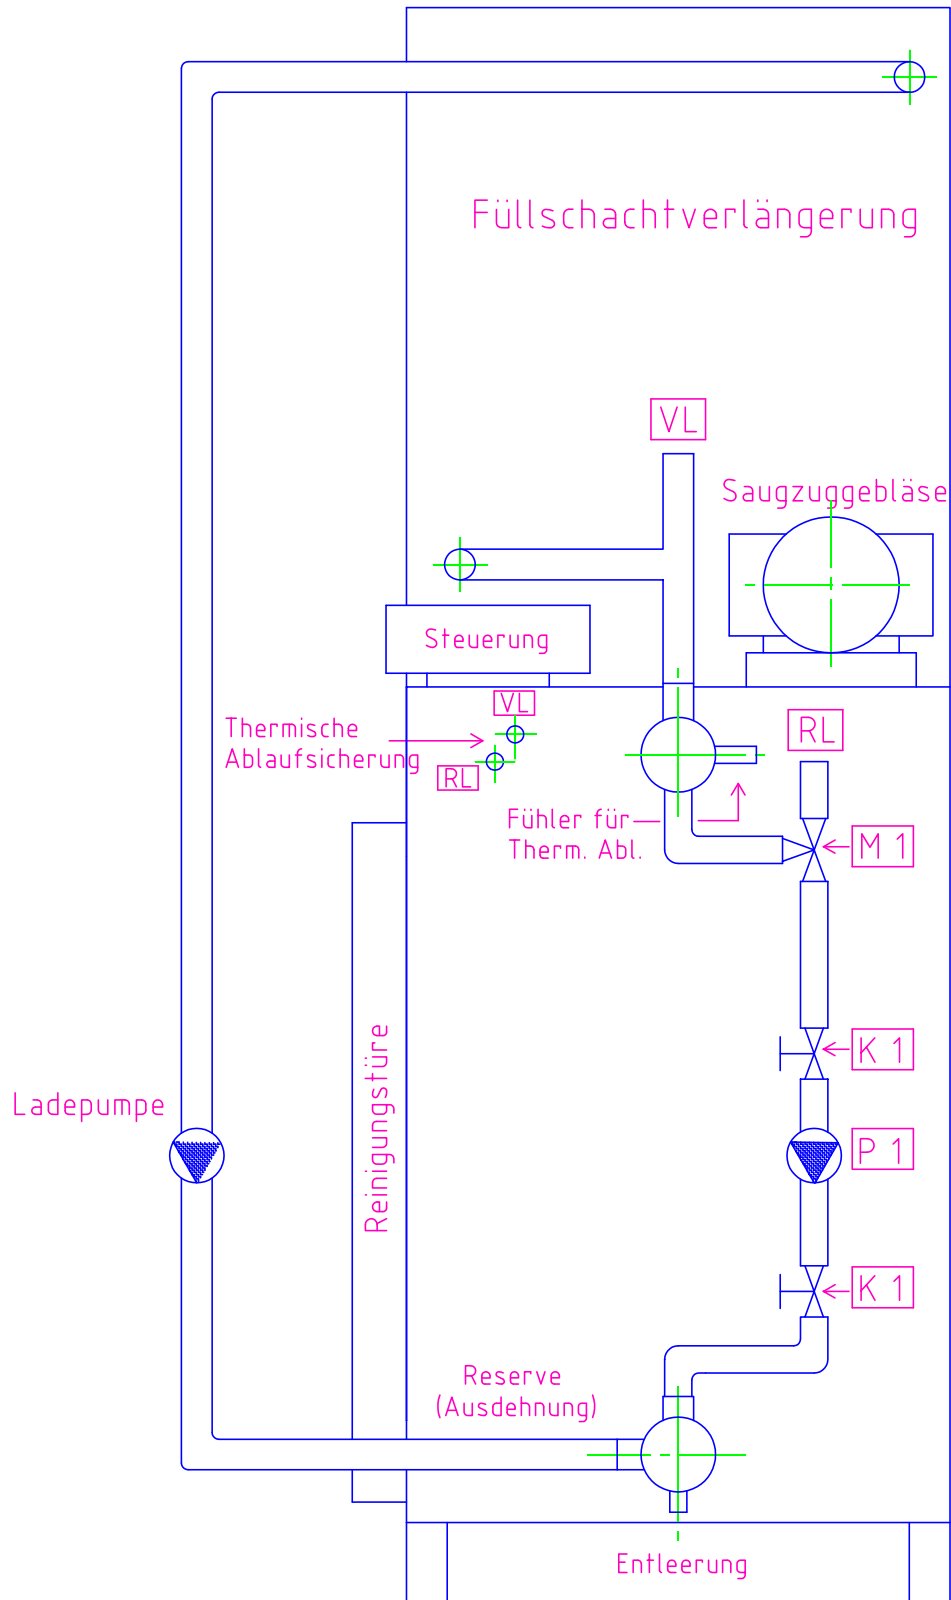 Füllschachtverlängerung
VL
Saugzuggebläse
Steuerung
VL
Thermische
Ablaufsicherung
RL
RL
Fühler für
Therm. Abl.
M 1
K 1
Reinigungstüre
Ladepumpe
P 1
K 1
Reserve
(Ausdehnung)
Entleerung